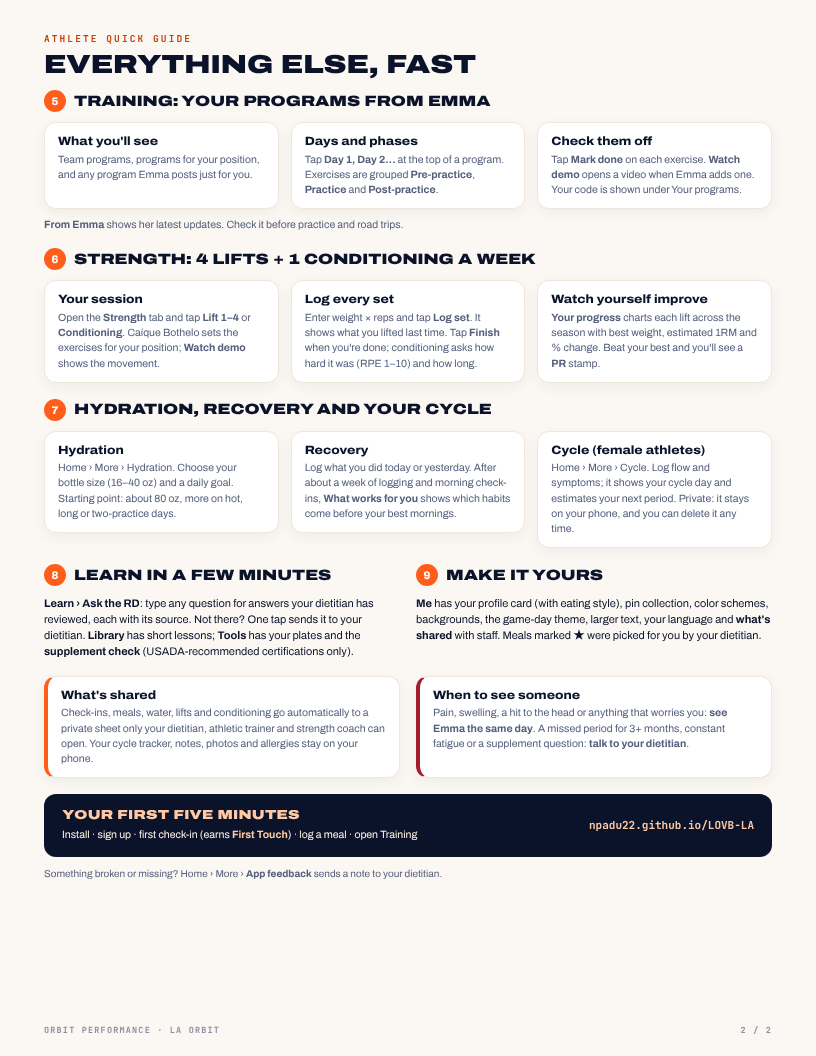 ATHLETE QUICK GUIDE
EVERYTHING ELSE, FAST
5 TRAINING: YOUR PROGRAMS FROM EMMA
What you'll see
Team programs, programs for your position,
and any program Emma posts just for you.
Days and phases
Tap Day 1, Day 2… at the top of a program.
Exercises are grouped Pre-practice,
Practice and Post-practice.
Check them off
Tap Mark done on each exercise. Watch
demo opens a video when Emma adds one.
Your code is shown under Your programs.
From Emma shows her latest updates. Check it before practice and road trips.
6 STRENGTH: 4 LIFTS + 1 CONDITIONING A WEEK
Your session
Open the Strength tab and tap Lift 1–4 or
Conditioning. Caíque Bothelo sets the
exercises for your position; Watch demo
shows the movement.
Log every set
Enter weight × reps and tap Log set. It
shows what you lifted last time. Tap Finish
when you're done; conditioning asks how
hard it was (RPE 1–10) and how long.
Watch yourself improve
Your progress charts each lift across the
season with best weight, estimated 1RM and
% change. Beat your best and you'll see a
PR stamp.
7 HYDRATION, RECOVERY AND YOUR CYCLE
Hydration
Home › More › Hydration. Choose your
bottle size (16–40 oz) and a daily goal.
Starting point: about 80 oz, more on hot,
long or two-practice days.
Recovery
Log what you did today or yesterday. After
about a week of logging and morning check-
ins, What works for you shows which habits
come before your best mornings.
Cycle (female athletes)
Home › More › Cycle. Log flow and
symptoms; it shows your cycle day and
estimates your next period. Private: it stays
on your phone, and you can delete it any
time.
8 LEARN IN A FEW MINUTES
Learn › Ask the RD: type any question for answers your dietitian has
reviewed, each with its source. Not there? One tap sends it to your
dietitian. Library has short lessons; Tools has your plates and the
supplement check (USADA-recommended certifications only).
9 MAKE IT YOURS
Me has your profile card (with eating style), pin collection, color schemes,
backgrounds, the game-day theme, larger text, your language and what's
shared with staff. Meals marked ★ were picked for you by your dietitian.
What's shared
Check-ins, meals, water, lifts and conditioning go automatically to a
private sheet only your dietitian, athletic trainer and strength coach can
open. Your cycle tracker, notes, photos and allergies stay on your
phone.
When to see someone
Pain, swelling, a hit to the head or anything that worries you: see
Emma the same day. A missed period for 3+ months, constant
fatigue or a supplement question: talk to your dietitian.
YOUR FIRST FIVE MINUTES
Install · sign up · first check-in (earns First Touch) · log a meal · open Training
npadu22.github.io/LOVB-LA
Something broken or missing? Home › More › App feedback sends a note to your dietitian.
ORBIT PERFORMANCE · LA ORBIT
2 / 2